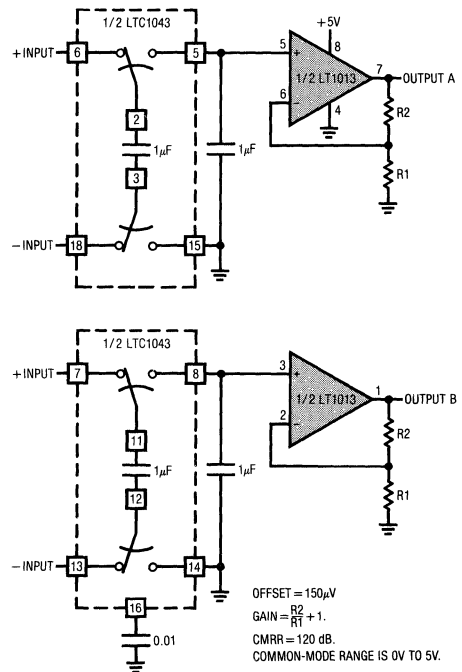 1/2 LTC1043
+INPUT 6 5 5 + +5V 8 7 OUTPUT A
1/2 LT1013
2 6 − 4 R2
1µF 1µF
3 R1
−INPUT 18 15
1/2 LTC1043
+INPUT 7 8 3 + 1 OUTPUT B
1/2 LT1013
11 2 − R2
1µF 1µF
12 R1
−INPUT 13 14
16
0.01
OFFSET = 150µV
GAIN = R2/R1 + 1.
CMRR = 120 dB.
COMMON-MODE RANGE IS 0V TO 5V.